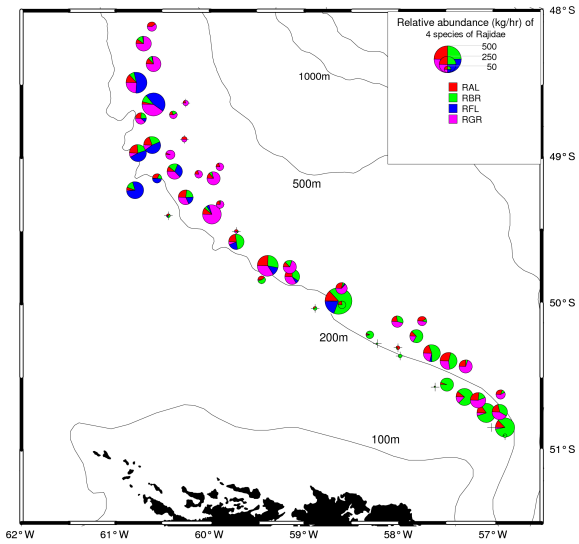 48°S
Relative abundance (kg/hr) of
4 species of Rajidae
500
250
50
RAL
RBR
RFL
RGR
1000m
49°S
500m
50°S
200m
100m
51°S
62°W
61°W
60°W
59°W
58°W
57°W